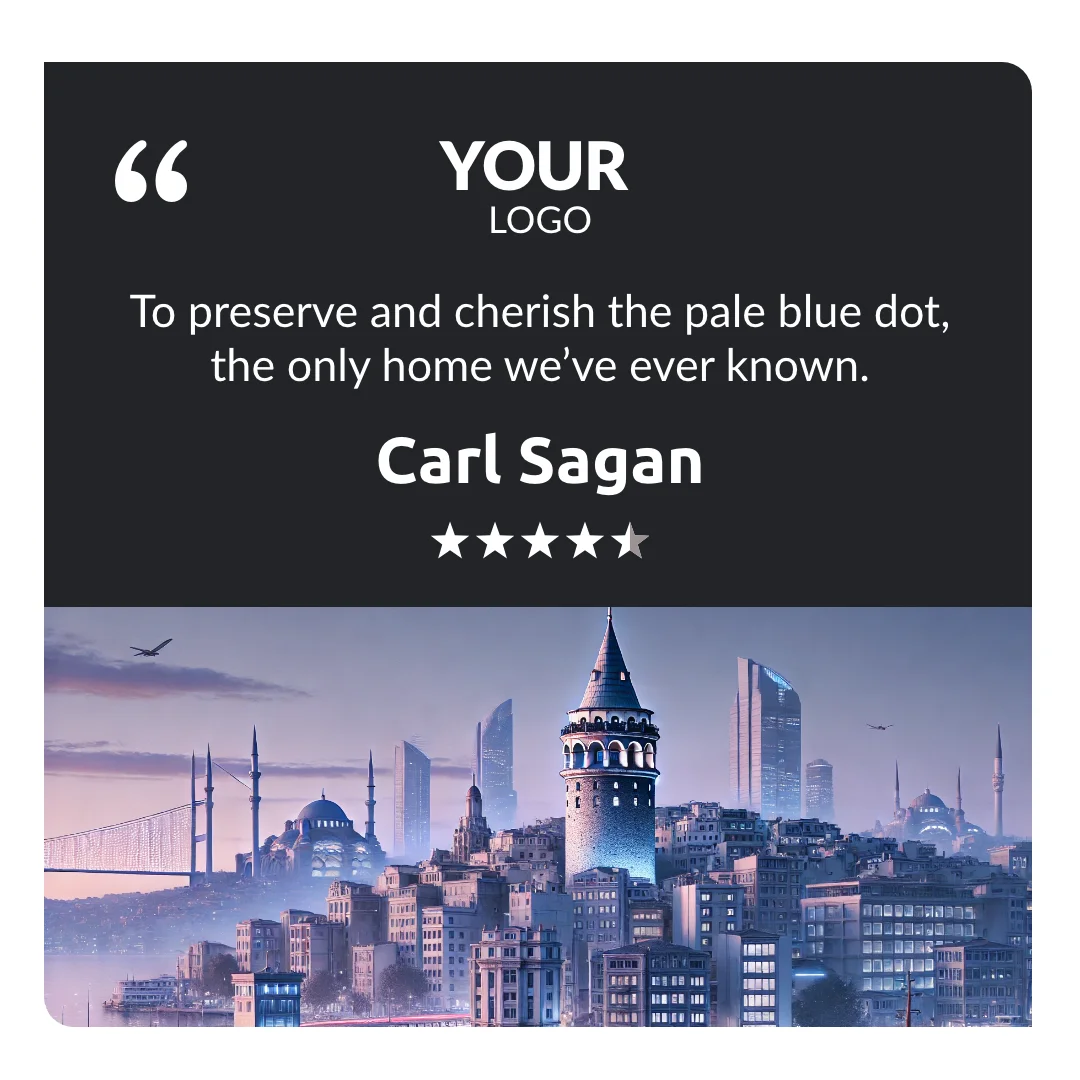 “
YOUR
LOGO
To preserve and cherish the pale blue dot,
the only home we’ve ever known.
Carl Sagan